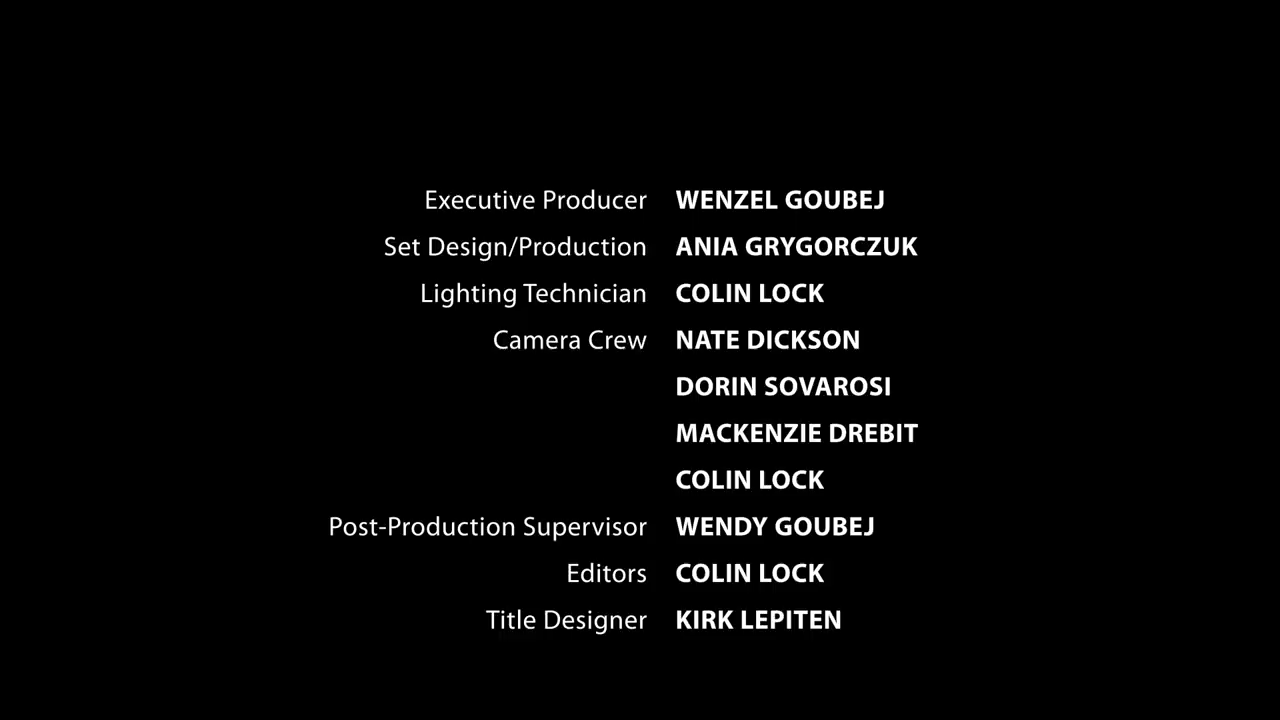 Executive Producer WENZEL GOUBEJ
Set Design/Production ANIA GRYGORCZUK
Lighting Technician COLIN LOCK
Camera Crew NATE DICKSON
DORIN SOVAROSI
MACKENZIE DREBIT
COLIN LOCK
Post-Production Supervisor WENDY GOUBEJ
Editors COLIN LOCK
Title Designer KIRK LEPITEN